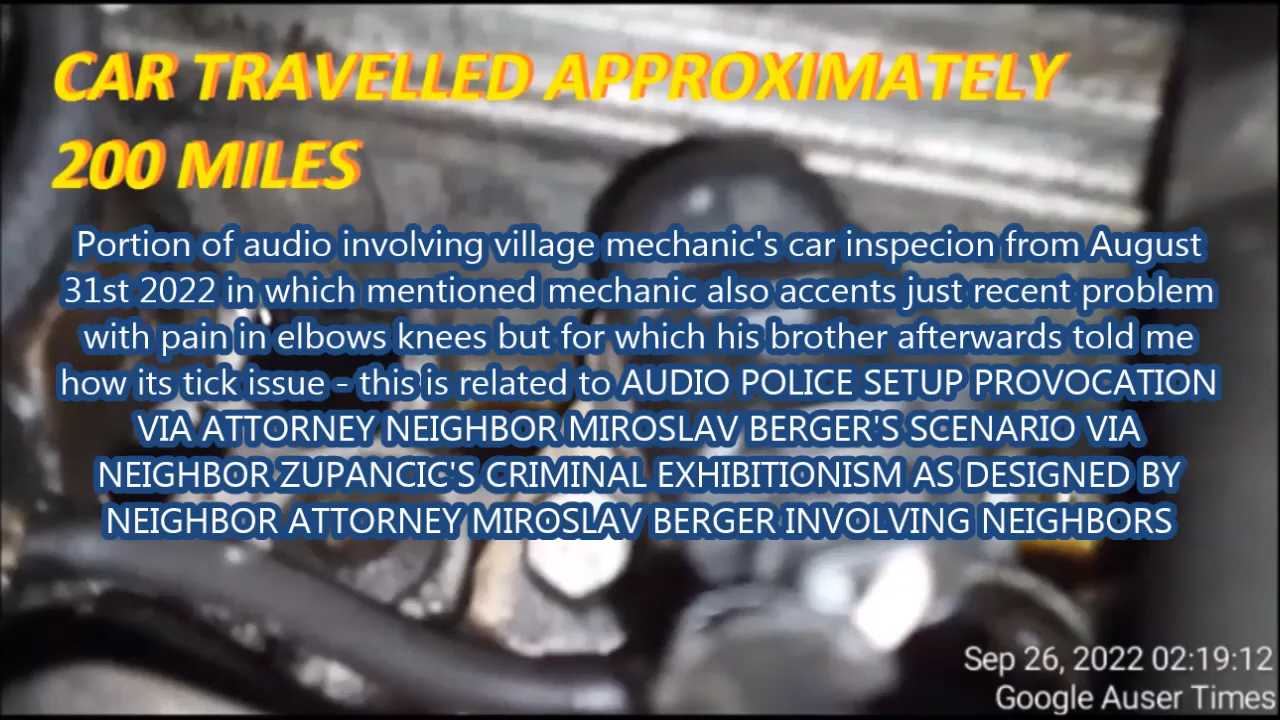 CAR TRAVELLED APPROXIMATELY
200 MILES
Portion of audio involving village mechanic's car inspecion from August
31st 2022 in which mentioned mechanic also accents just recent problem
with pain in elbows knees but for which his brother afterwards told me
how its tick issue - this is related to AUDIO POLICE SETUP PROVOCATION
VIA ATTORNEY NEIGHBOR MIROSLAV BERGER'S SCENARIO VIA
NEIGHBOR ZUPANCIC'S CRIMINAL EXHIBITIONISM AS DESIGNED BY
NEIGHBOR ATTORNEY MIROSLAV BERGER INVOLVING NEIGHBORS
Sep 26, 2022 02:19:12
Google Auser Times